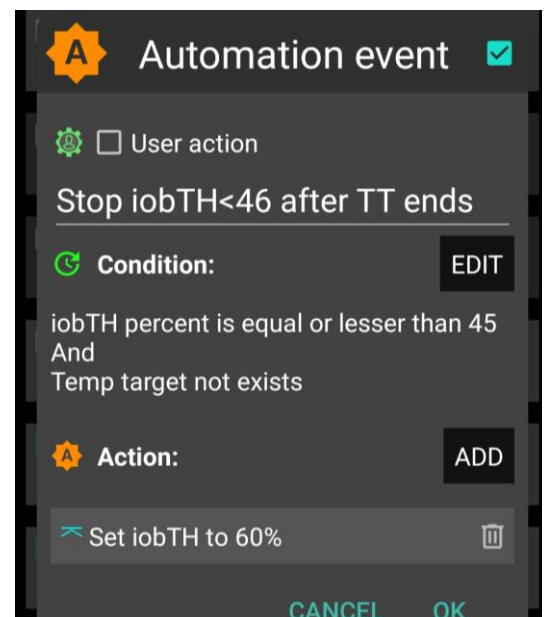 A Automation event
User action
Stop iobTH<46 after TT ends
Condition: EDIT
iobTH percent is equal or lesser than 45
And
Temp target not exists
A Action: ADD
Set iobTH to 60%
CANCEL OK